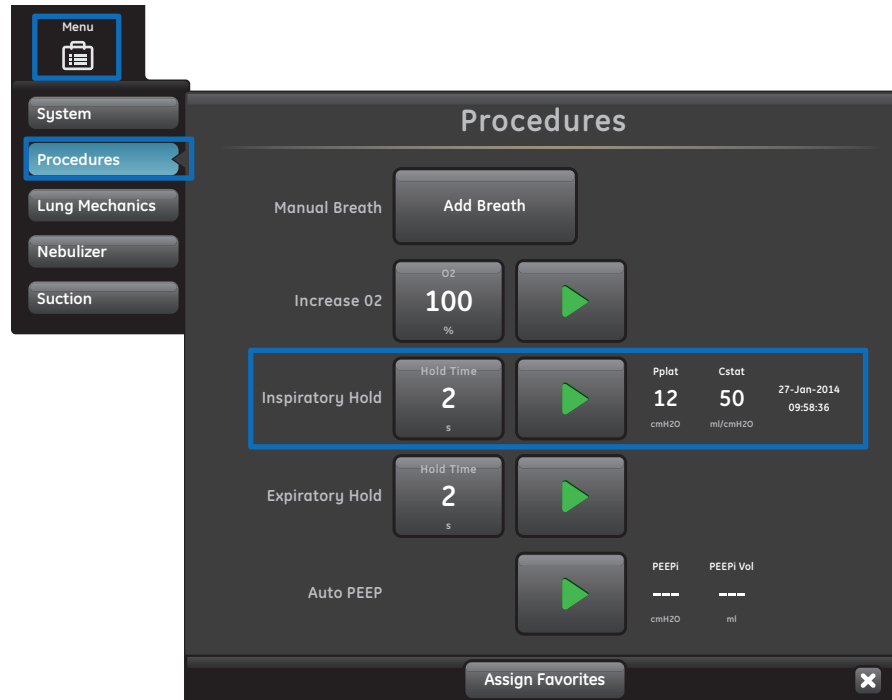 Menu
System
Procedures
Lung Mechanics
Nebulizer
Suction
Procedures
Manual Breath
Add Breath
Increase 02
O2
100
%
Inspiratory Hold
Hold Time
2
s
Pplat
12
cmH2O
Cstat
50
ml/cmH2O
27-Jan-2014
09:58:36
Expiratory Hold
Hold TIme
2
s
Auto PEEP
PEEPi
---
cmH2O
PEEPi Vol
---
ml
Assign Favorites